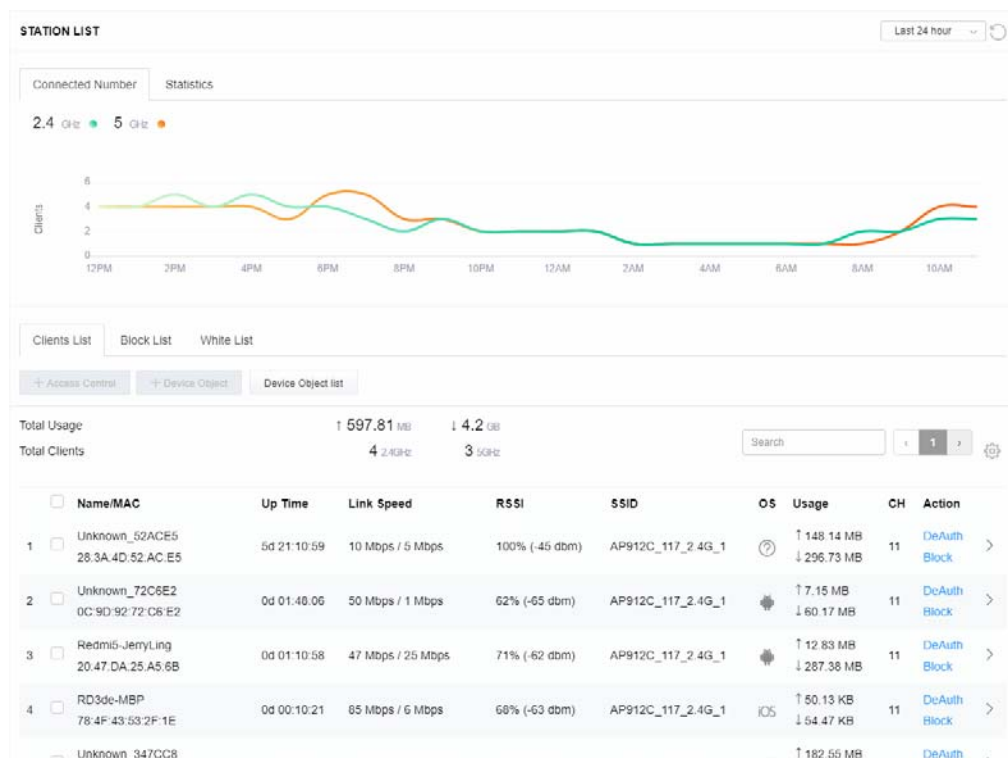 STATION LIST
Last 24 hour
Connected Number Statistics
2.4 GHz 5 GHz
Clients
6
4
2
0
12PM 2PM 4PM 6PM 8PM 10PM 12AM 2AM 4AM 6AM 8AM 10AM
Clients List Block List White List
+ Access Control + Device Object Device Object list
Total Usage ↑ 597.81 MB ↓ 4.2 GB
Total Clients 4 2.4GHz 3 5GHz
Search ‹ 1 ›
Name/MAC Up Time Link Speed RSSI SSID OS Usage CH Action
Unknown_52ACE5 ↑ 148.14 MB DeAuth
1 5d 21:10:59 10 Mbps / 5 Mbps 100% (-45 dbm) AP912C_117_2.4G_1 11
28:3A:4D:52:AC:E5 ↓ 296.73 MB Block
Unknown_72C6E2 ↑ 7.15 MB DeAuth
2 0d 01:48:06 50 Mbps / 1 Mbps 62% (-65 dbm) AP912C_117_2.4G_1 11
0C:9D:92:72:C6:E2 ↓ 60.17 MB Block
Redmi5-JerryLing ↑ 12.83 MB DeAuth
3 0d 01:10:58 47 Mbps / 25 Mbps 71% (-62 dbm) AP912C_117_2.4G_1 11
20:47:DA:25:A5:6B ↓ 287.38 MB Block
RD3de-MBP ↑ 50.13 KB DeAuth
4 0d 00:10:21 85 Mbps / 6 Mbps 68% (-63 dbm) AP912C_117_2.4G_1 iOS 11
78:4F:43:53:2F:1E ↓ 54.47 KB Block
Unknown_347CC8 ↑ 182.55 MB DeAuth